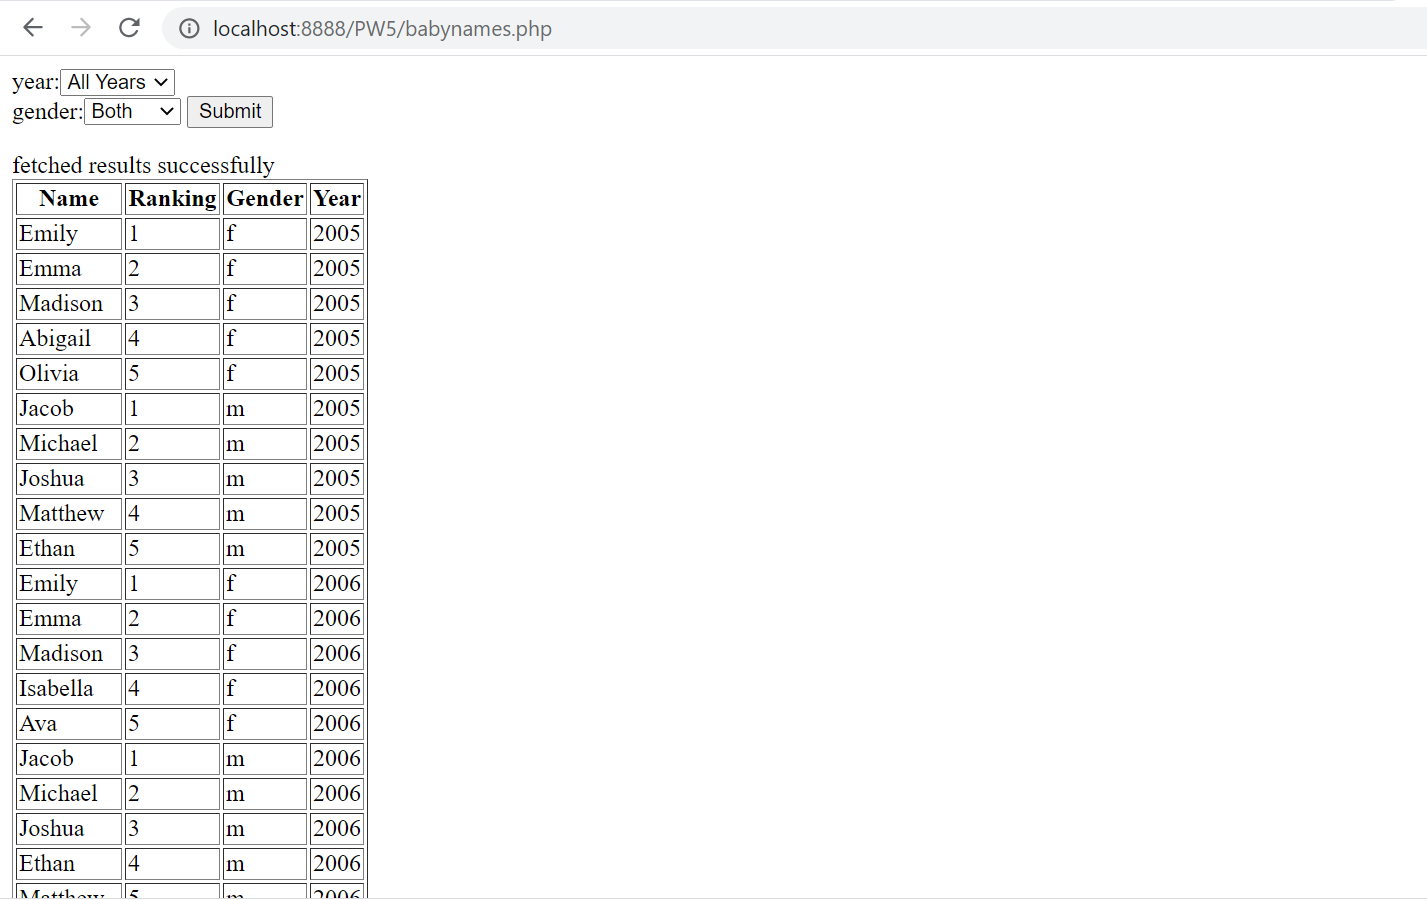 localhost:8888/PW5/babynames.php
year: All Years
gender: Both Submit
fetched results successfully
Name Ranking Gender Year
Emily 1 f 2005
Emma 2 f 2005
Madison 3 f 2005
Abigail 4 f 2005
Olivia 5 f 2005
Jacob 1 m 2005
Michael 2 m 2005
Joshua 3 m 2005
Matthew 4 m 2005
Ethan 5 m 2005
Emily 1 f 2006
Emma 2 f 2006
Madison 3 f 2006
Isabella 4 f 2006
Ava 5 f 2006
Jacob 1 m 2006
Michael 2 m 2006
Joshua 3 m 2006
Ethan 4 m 2006
Matthew 5 m 2006